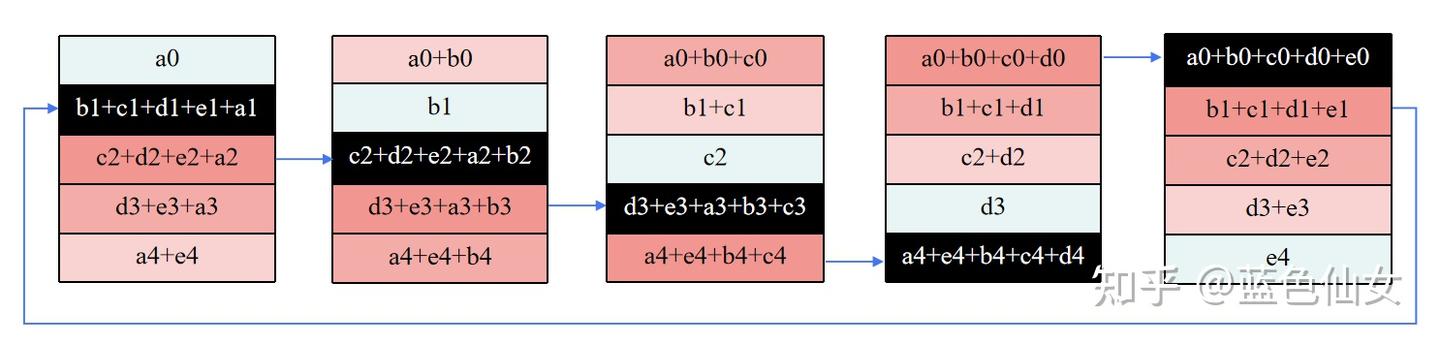 a0
b1+c1+d1+e1+a1
c2+d2+e2+a2
d3+e3+a3
a4+e4
a0+b0
b1
c2+d2+e2+a2+b2
d3+e3+a3+b3
a4+e4+b4
a0+b0+c0
b1+c1
c2
d3+e3+a3+b3+c3
a4+e4+b4+c4
a0+b0+c0+d0
b1+c1+d1
c2+d2
d3
a4+e4+b4+c4+d4
a0+b0+c0+d0+e0
b1+c1+d1+e1
c2+d2+e2
d3+e3
e4
知乎 @蓝色仙女